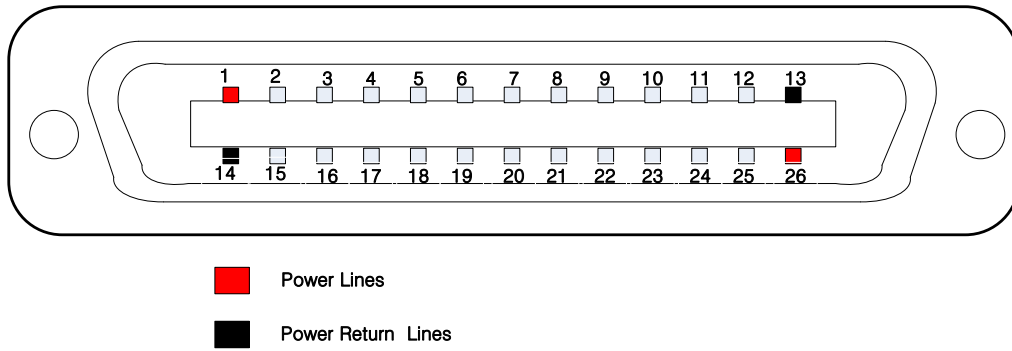 1 2 3 4 5 6 7 8 9 10 11 12 13
14 15 16 17 18 19 20 21 22 23 24 25 26
Power Lines
Power Return Lines